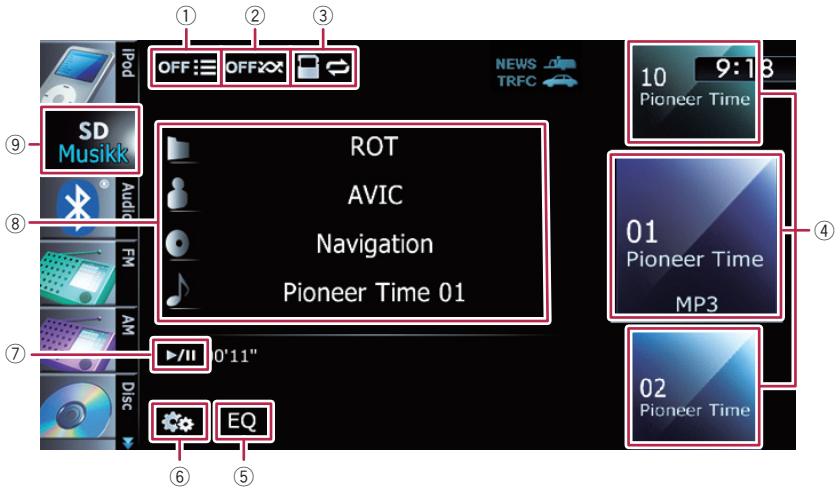 ① ② ③
iPod
OFF OFF
NEWS
TRFC
10
Pioneer Time
9:18
⑨
SD
Musikk
⑧
ROT
AVIC
Navigation
Pioneer Time 01
Audio
FM
AM
Disc
01
Pioneer Time
MP3
④
⑦
00'11"
02
Pioneer Time
EQ
⑥ ⑤